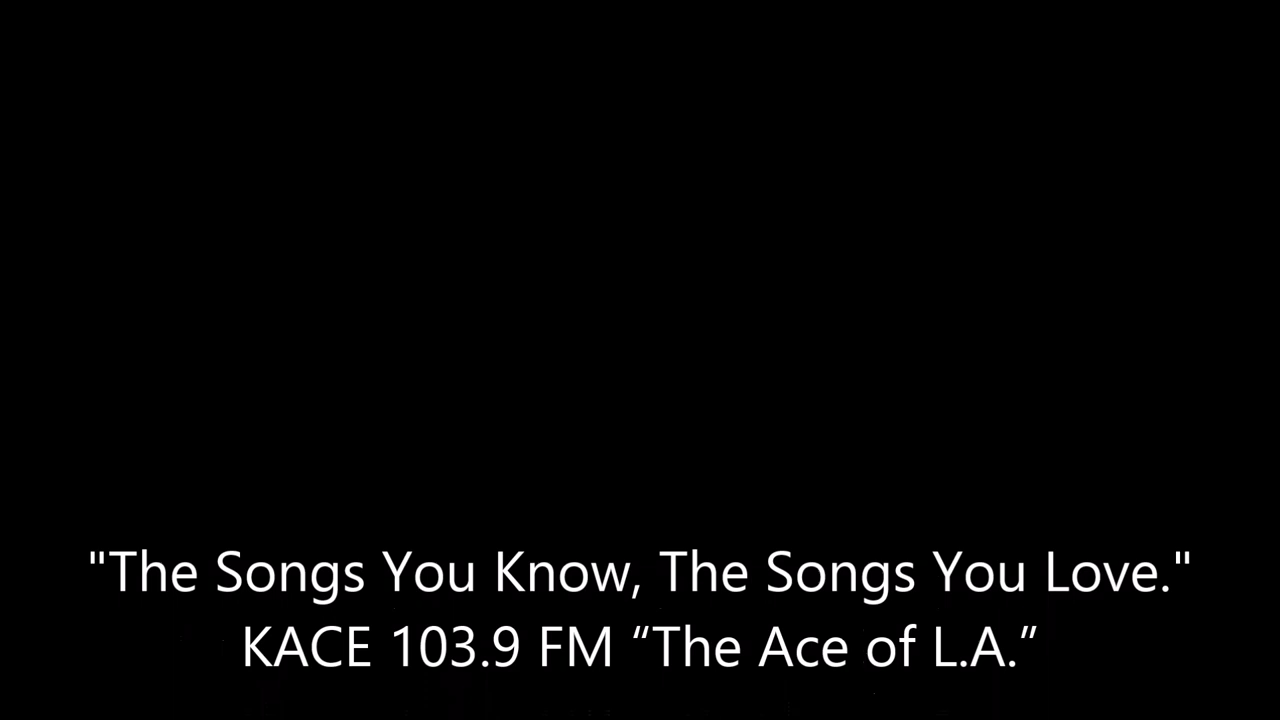 "The Songs You Know, The Songs You Love."
KACE 103.9 FM “The Ace of L.A.”